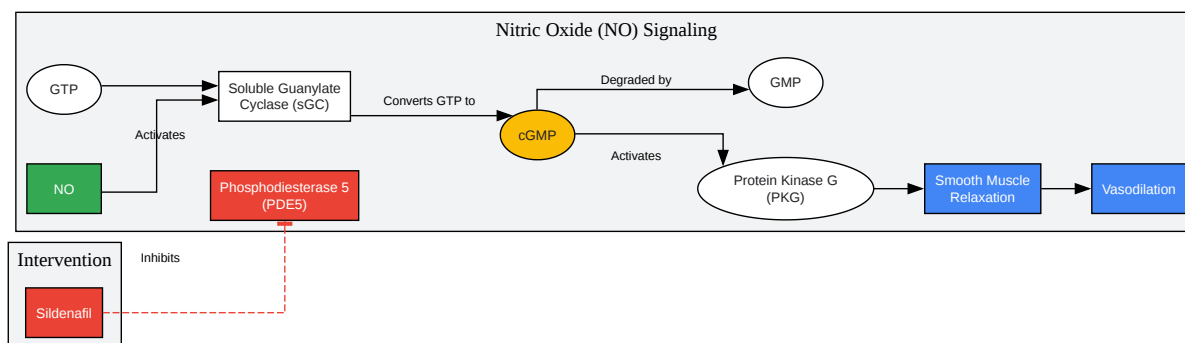 Nitric Oxide (NO) Signaling
GTP
Soluble Guanylate
Cyclase (sGC)
Converts GTP to
Degraded by
GMP
cGMP
Activates
Activates
NO
Phosphodiesterase 5
(PDE5)
Protein Kinase G
(PKG)
Smooth Muscle
Relaxation
Vasodilation
Intervention
Inhibits
Sildenafil